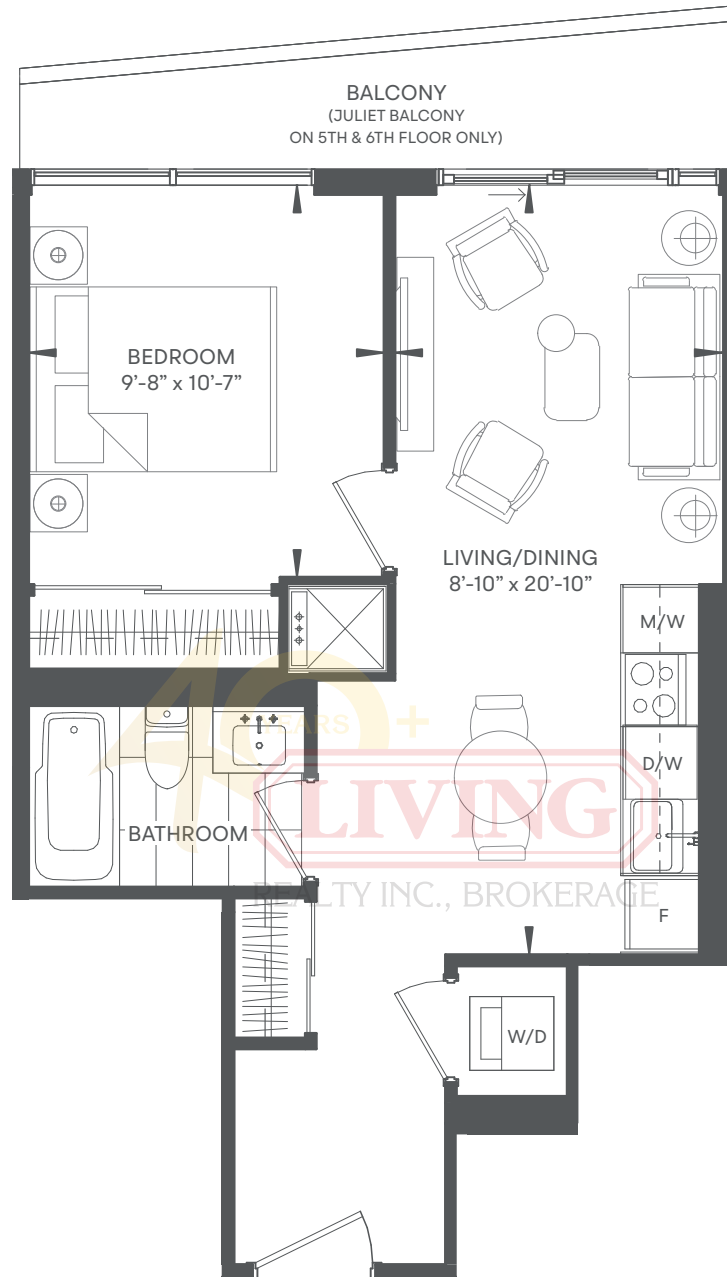 BALCONY
(JULIET BALCONY
ON 5TH & 6TH FLOOR ONLY)
BEDROOM
9'-8” x 10'-7”
LIVING/DINING
8'-10” x 20'-10”
M/W
40 YEARS +
D/W
LIVING
BATHROOM
REALTY INC., BROKERAGE
F
W/D